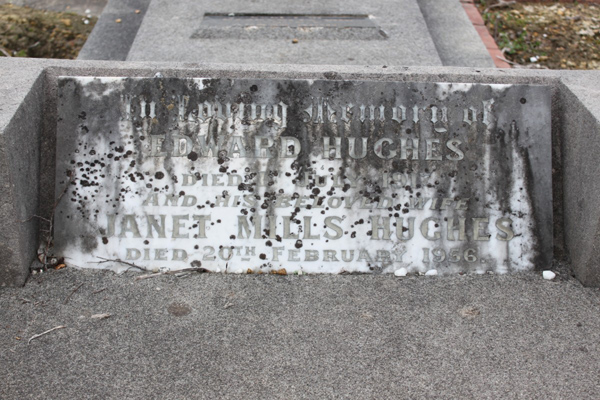 In Loving Memory of
EDWARD HUGHES
DIED
AND HIS BELOVED WIFE
JANET MILLS HUGHES
DIED 20TH FEBRUARY 1956